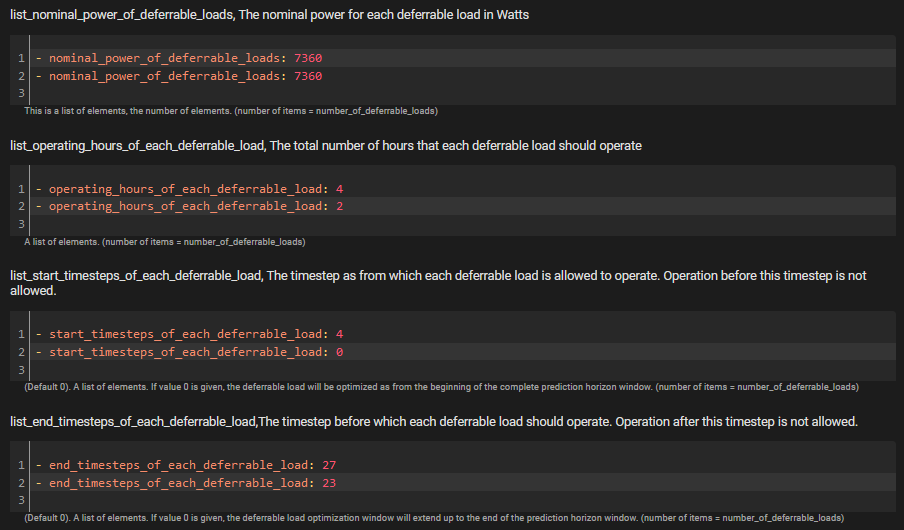 list_nominal_power_of_deferrable_loads, The nominal power for each deferrable load in Watts
1 - nominal_power_of_deferrable_loads: 7360
2 - nominal_power_of_deferrable_loads: 7360
3
This is a list of elements, the number of elements. (number of items = number_of_deferrable_loads)
list_operating_hours_of_each_deferrable_load, The total number of hours that each deferrable load should operate
1 - operating_hours_of_each_deferrable_load: 4
2 - operating_hours_of_each_deferrable_load: 2
3
A list of elements. (number of items = number_of_deferrable_loads)
list_start_timesteps_of_each_deferrable_load, The timestep as from which each deferrable load is allowed to operate. Operation before this timestep is not
allowed.
1 - start_timesteps_of_each_deferrable_load: 4
2 - start_timesteps_of_each_deferrable_load: 0
3
(Default 0). A list of elements. If value 0 is given, the deferrable load will be optimized as from the beginning of the complete prediction horizon window. (number of items = number_of_deferrable_loads)
list_end_timesteps_of_each_deferrable_load,The timestep before which each deferrable load should operate. Operation after this timestep is not allowed.
1 - end_timesteps_of_each_deferrable_load: 27
2 - end_timesteps_of_each_deferrable_load: 23
3
(Default 0). A list of elements. If value 0 is given, the deferrable load optimization window will extend up to the end of the prediction horizon window. (number of items = number_of_deferrable_loads)